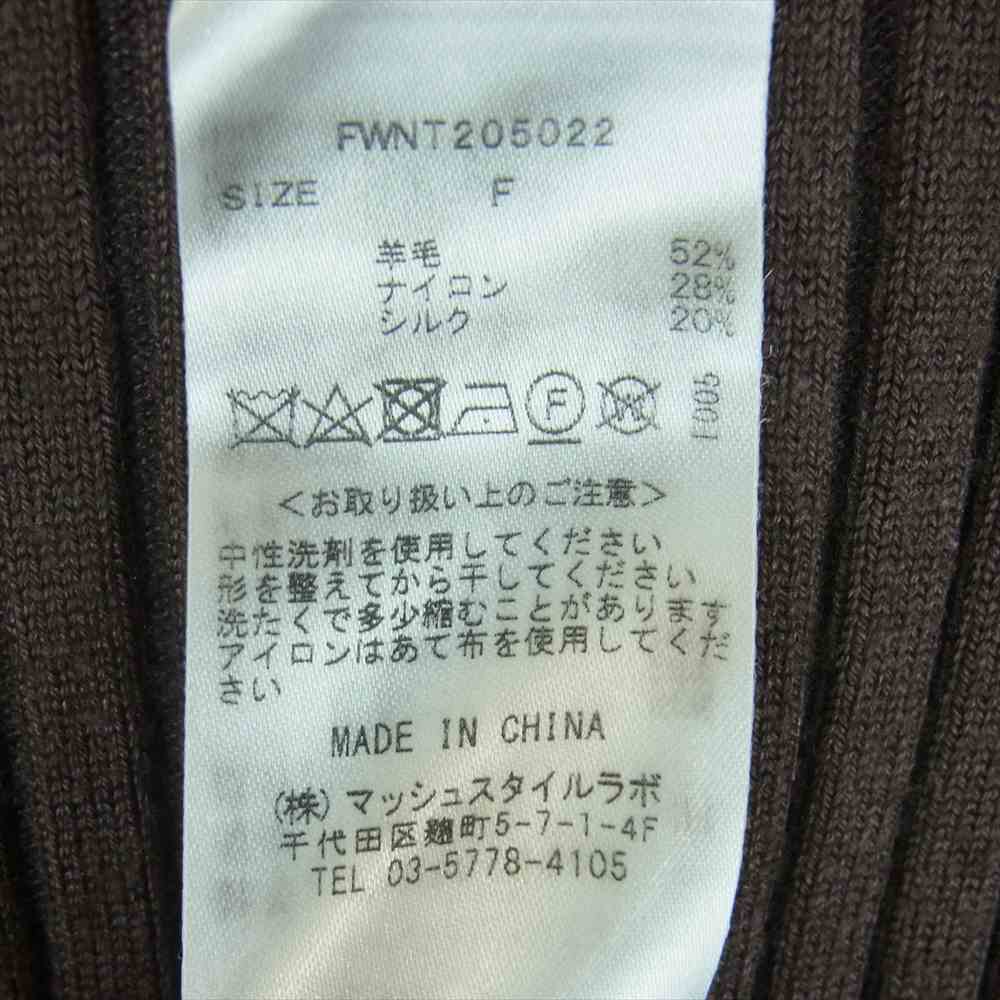 FWNT205022
SIZE F
羊毛 52%
ナイロン 28%
シルク 20%
F W
1006
<お取り扱い上のご注意>
中性洗剤を使用してください
形を整えてから干してください
洗たくで多少縮むことがあります
アイロンはあて布を使用してくだ
さい
MADE IN CHINA
(株)マッシュスタイルラボ
千代田区麹町5-7-1-4F
TEL 03-5778-4105